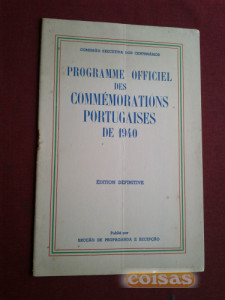 COMISSÃO EXECUTIVA DOS CENTENÁRIOS
PROGRAMME OFFICIEL
DES
COMMÉMORATIONS
PORTUGAISES
DE 1940
ÉDITION DÉFINITIVE
SECÇÃO DE PROPAGANDA E RECEPÇÃO
coisas